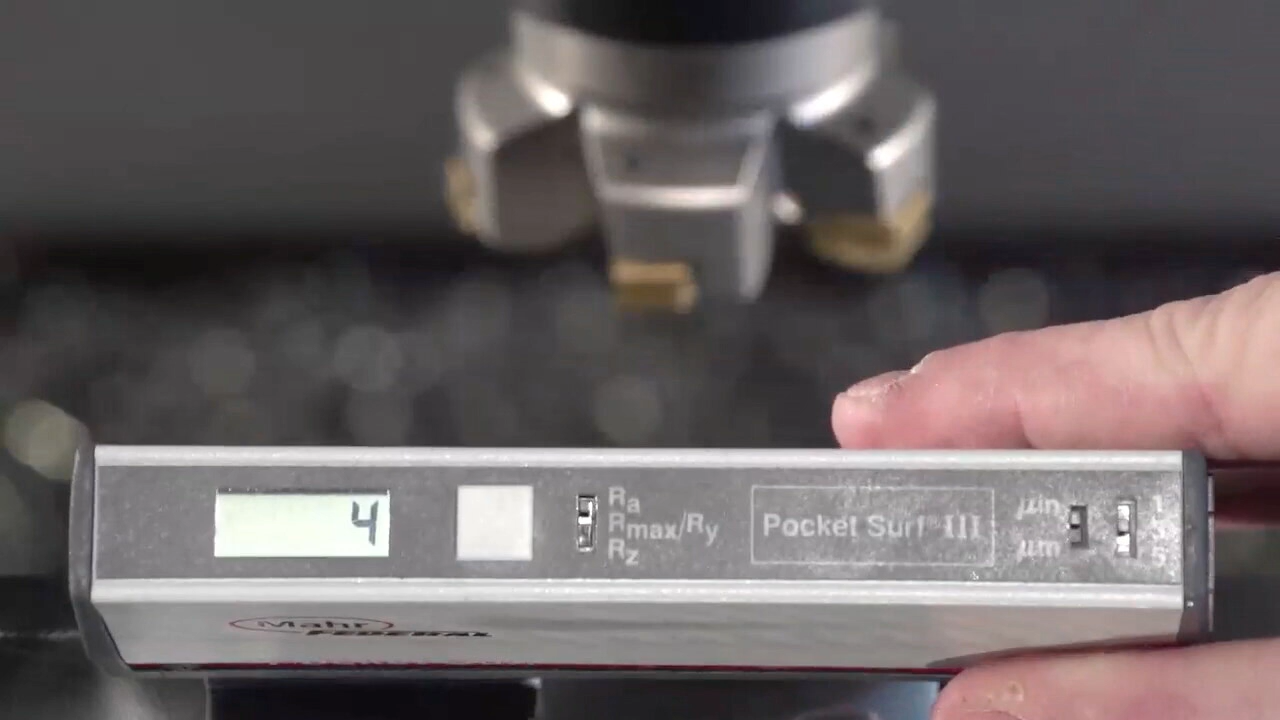 4
Ra
Rmax/Ry
Rz
Pocket Surf® III
µin
µm
1
5
Mahr
FEDERAL